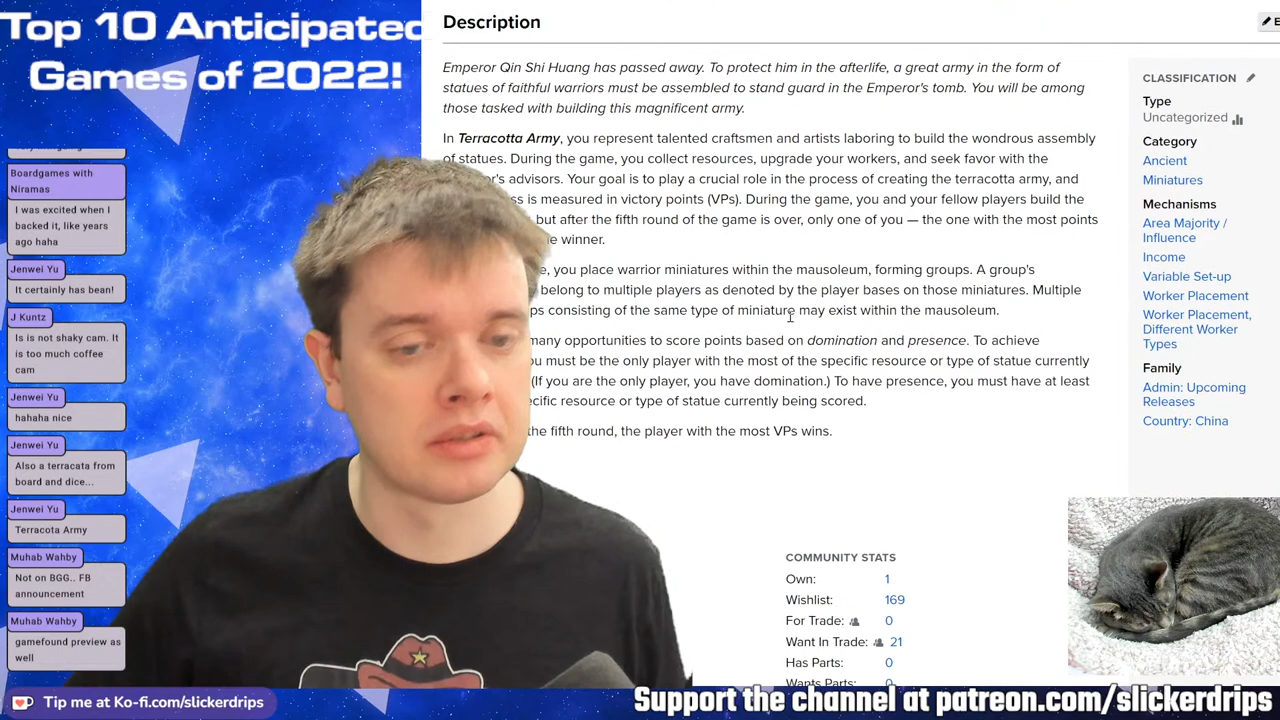 Top 10 Anticipated
Games of 2022!
Boardgames with
Niramas
I was excited when I
backed it, like years
ago haha
Jenwei Yu
It certainly has bean!
J Kuntz
Is is not shaky cam. It
is too much coffee
cam
Jenwei Yu
hahaha nice
Jenwei Yu
Also a terracata from
board and dice...
Jenwei Yu
Terracota Army
Muhab Wahby
Not on BGG.. FB
announcement
Muhab Wahby
gamefound preview as
well
Tip me at Ko-fi.com/slickerdrips
Description
Emperor Qin Shi Huang has passed away. To protect him in the afterlife, a great army in the form of
statues of faithful warriors must be assembled to stand guard in the Emperor's tomb. You will be among
those tasked with building this magnificent army.
In Terracotta Army, you represent talented craftsmen and artists laboring to build the wondrous assembly
of statues. During the game, you collect resources, upgrade your workers, and seek favor with the
r's advisors. Your goal is to play a crucial role in the process of creating the terracotta army, and
s is measured in victory points (VPs). During the game, you and your fellow players build the
but after the fifth round of the game is over, only one of you — the one with the most points
e winner.
e, you place warrior miniatures within the mausoleum, forming groups. A group's
belong to multiple players as denoted by the player bases on those miniatures. Multiple
ps consisting of the same type of miniature may exist within the mausoleum.
many opportunities to score points based on domination and presence. To achieve
u must be the only player with the most of the specific resource or type of statue currently
(If you are the only player, you have domination.) To have presence, you must have at least
ecific resource or type of statue currently being scored.
the fifth round, the player with the most VPs wins.
COMMUNITY STATS
Own: 1
Wishlist: 169
For Trade: 0
Want In Trade: 21
Has Parts: 0
Wants Parts:
E
CLASSIFICATION
Type
Uncategorized
Category
Ancient
Miniatures
Mechanisms
Area Majority /
Influence
Income
Variable Set-up
Worker Placement
Worker Placement,
Different Worker
Types
Family
Admin: Upcoming
Releases
Country: China
Support the channel at patreon.com/slickerdrips